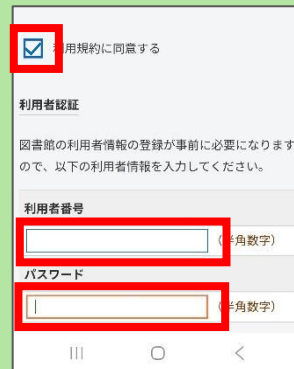 利用規約に同意する
利用者認証
図書館の利用者情報の登録が事前に必要になります
ので、以下の利用者情報を入力してください。
利用者番号
(半角数字)
パスワード
(半角数字)